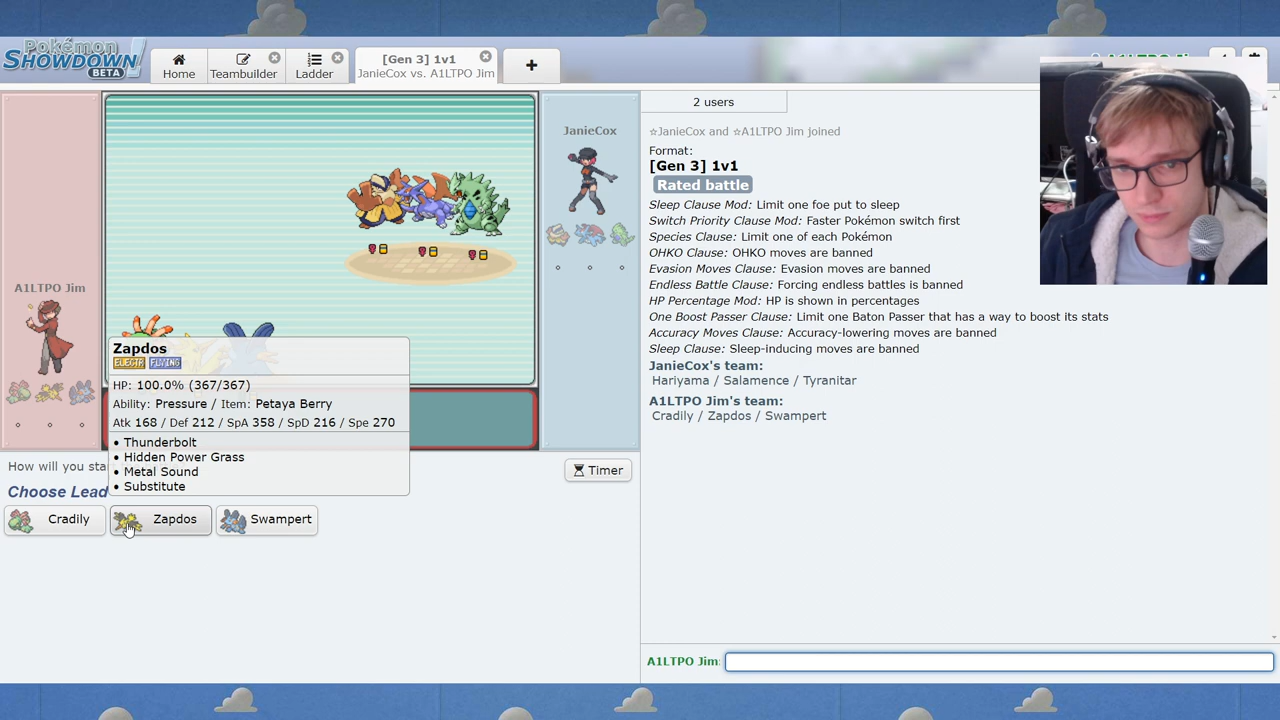 Pokémon
SHOWDOWN!
BETA
Home
Teambuilder
Ladder
[Gen 3] 1v1
JanieCox vs. A1LTPO Jim
+
2 users
☆JanieCox and ☆A1LTPO Jim joined
Format:
[Gen 3] 1v1
Rated battle
Sleep Clause Mod: Limit one foe put to sleep
Switch Priority Clause Mod: Faster Pokémon switch first
Species Clause: Limit one of each Pokémon
OHKO Clause: OHKO moves are banned
Evasion Moves Clause: Evasion moves are banned
Endless Battle Clause: Forcing endless battles is banned
HP Percentage Mod: HP is shown in percentages
One Boost Passer Clause: Limit one Baton Passer that has a way to boost its stats
Accuracy Moves Clause: Accuracy-lowering moves are banned
Sleep Clause: Sleep-inducing moves are banned
JanieCox's team:
Hariyama / Salamence / Tyranitar
A1LTPO Jim's team:
Cradily / Zapdos / Swampert
JanieCox
A1LTPO Jim
Zapdos
ELECTR FLYING
HP: 100.0% (367/367)
Ability: Pressure / Item: Petaya Berry
Atk 168 / Def 212 / SpA 358 / SpD 216 / Spe 270
• Thunderbolt
• Hidden Power Grass
• Metal Sound
• Substitute
How will you sta
Timer
Choose Lead
Cradily
Zapdos
Swampert
A1LTPO Jim: